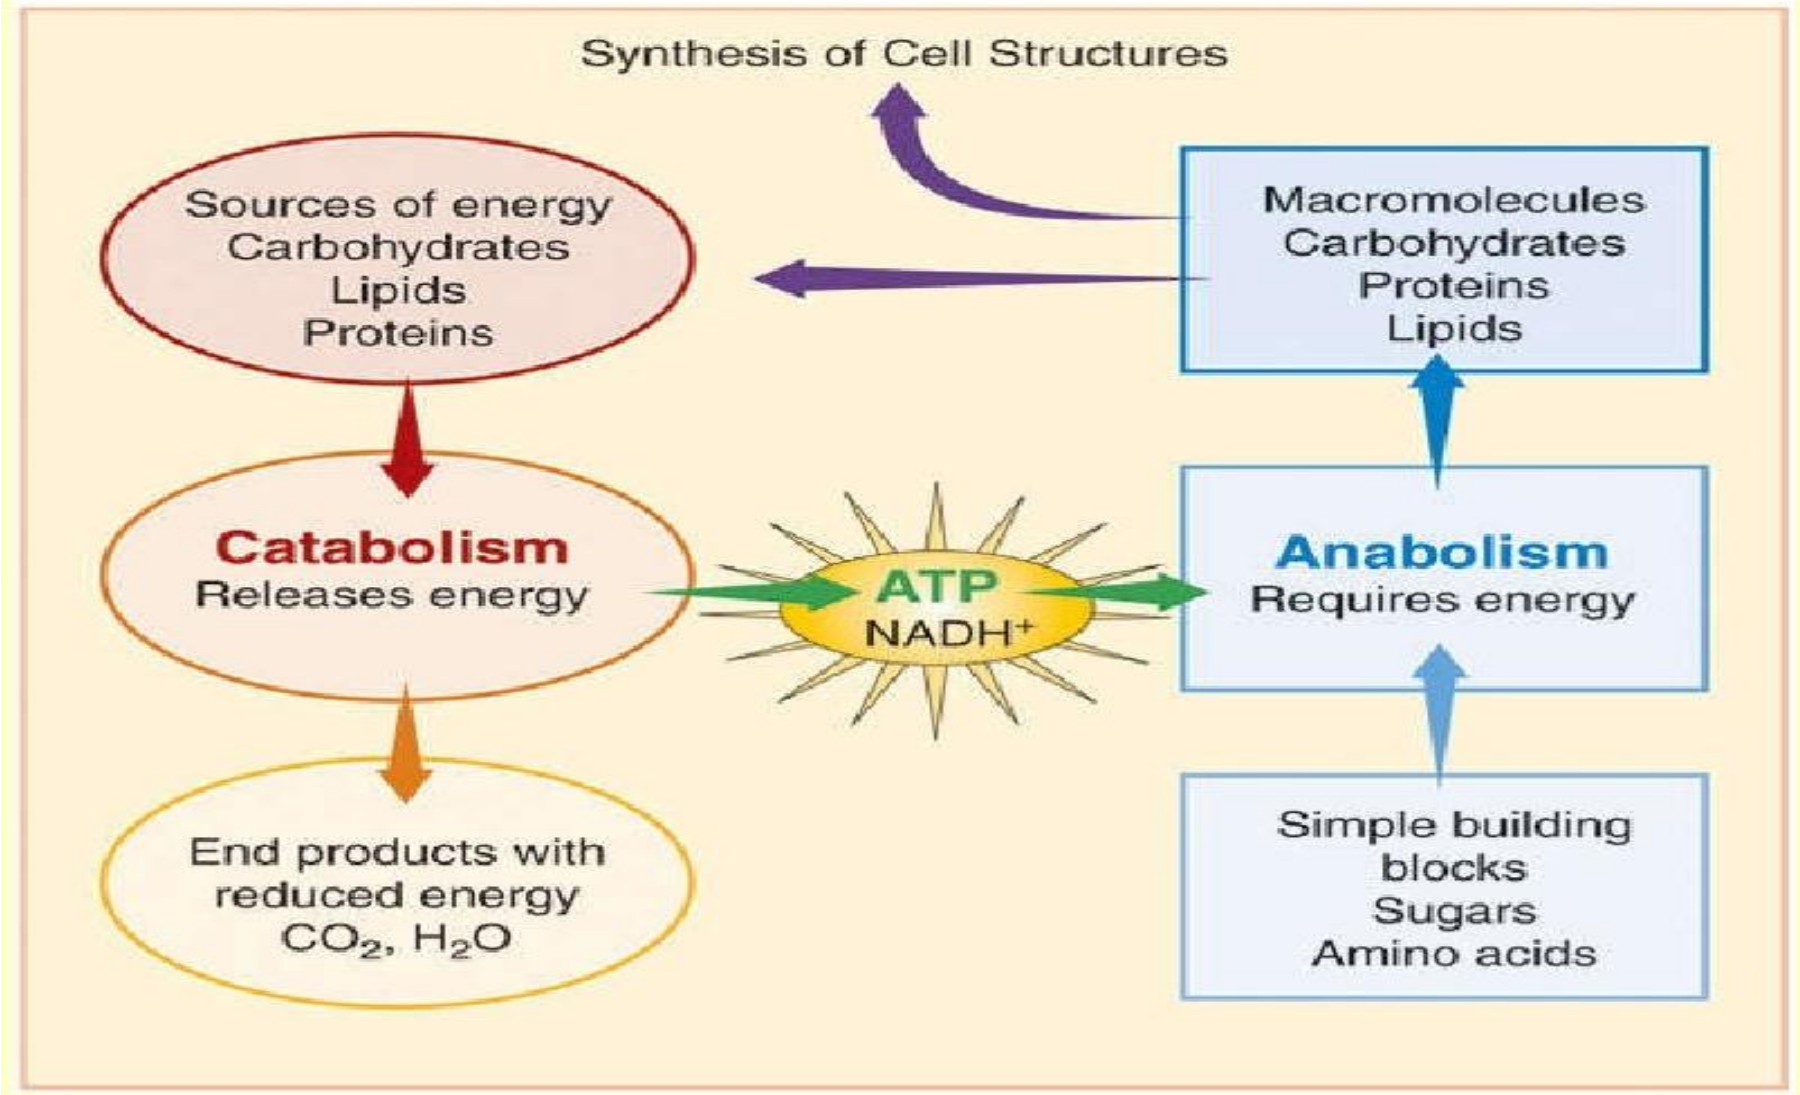 Synthesis of Cell Structures
Sources of energy
Carbohydrates
Lipids
Proteins
Macromolecules
Carbohydrates
Proteins
Lipids
Catabolism
Releases energy
ATP
NADH⁺
Anabolism
Requires energy
End products with
reduced energy
CO₂, H₂O
Simple building
blocks
Sugars
Amino acids